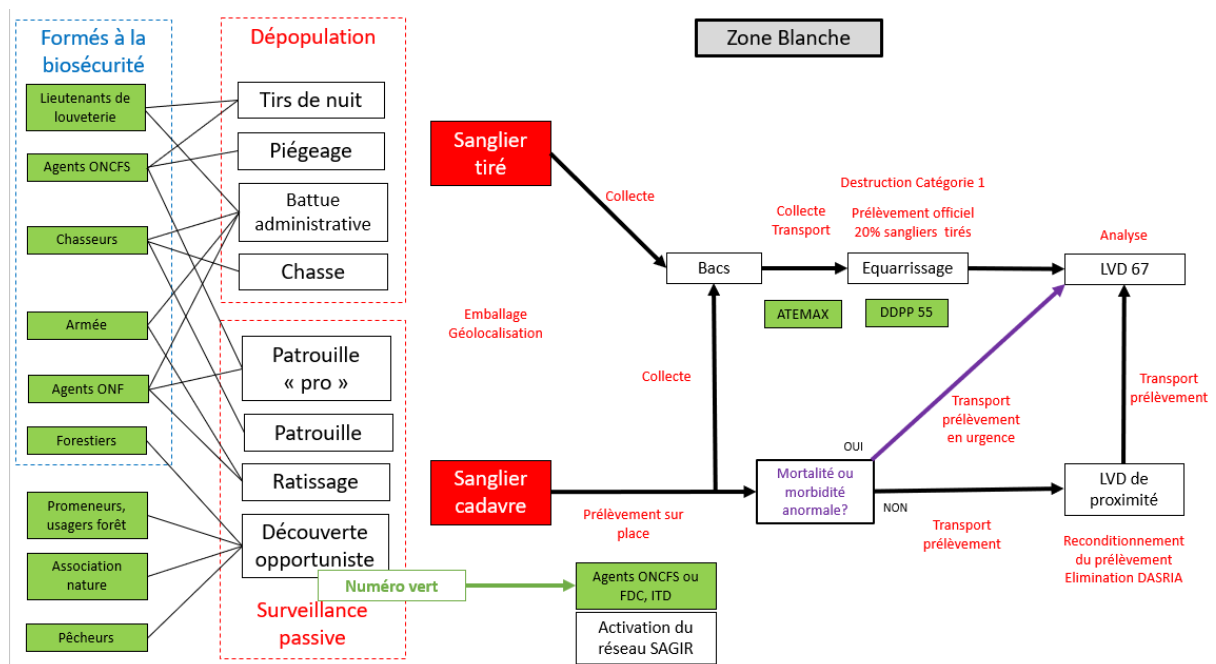 Formés à la
biosécurité
Lieutenants de
louveterie
Agents ONCFS
Chasseurs
Armée
Agents ONF
Forestiers
Promeneurs,
usagers forêt
Association
nature
Pêcheurs
Dépopulation
Tirs de nuit
Piégeage
Battue
administrative
Chasse
Patrouille
« pro »
Patrouille
Ratissage
Découverte
opportuniste
Numéro vert
Surveillance
passive
Zone Blanche
Sanglier
tiré
Collecte
Emballage
Géolocalisation
Sanglier
cadavre
Prélèvement sur
place
Collecte
Bacs
Collecte
Transport
ATEMAX
Destruction Catégorie 1
Prélèvement officiel
20% sangliers tirés
Equarrissage
DDPP 55
Analyse
LVD 67
Transport
prélèvement
en urgence
Transport
prélèvement
OUI
Mortalité ou
morbidité
anormale?
NON
Transport
prélèvement
LVD de
proximité
Reconditionnement
du prélèvement
Elimination DASRIA
Agents ONCFS ou
FDC, ITD
Activation du
réseau SAGIR